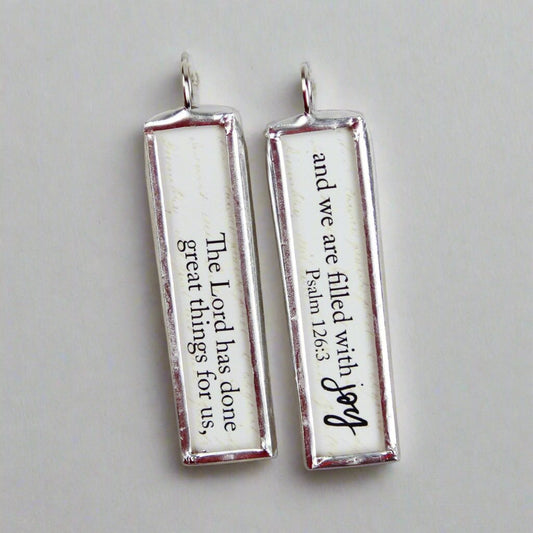 The Lord has done
great things for us,
and we are filled with joy
Psalm 126:3